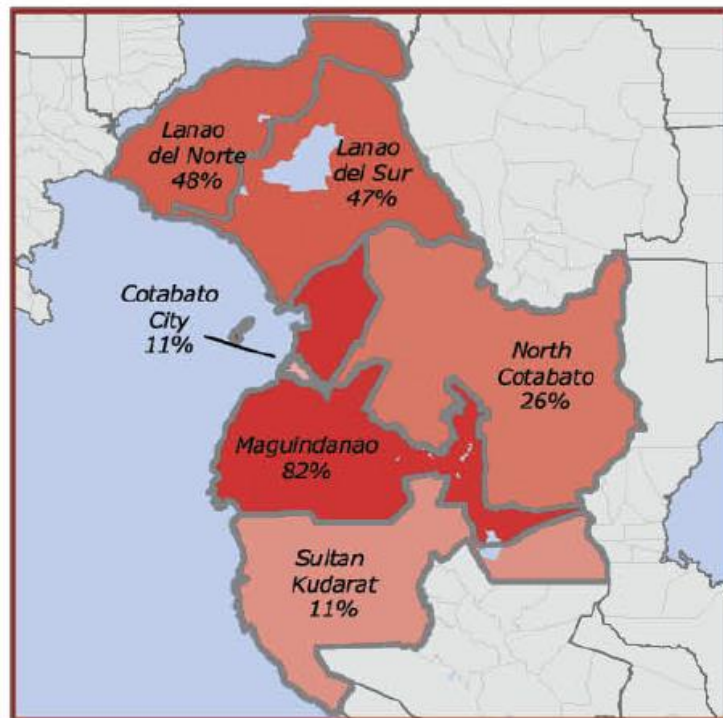 Lanao
del Norte
48%
Lanao
del Sur
47%
Cotabato
City
11%
North
Cotabato
26%
Maguindanao
82%
Sultan
Kudarat
11%